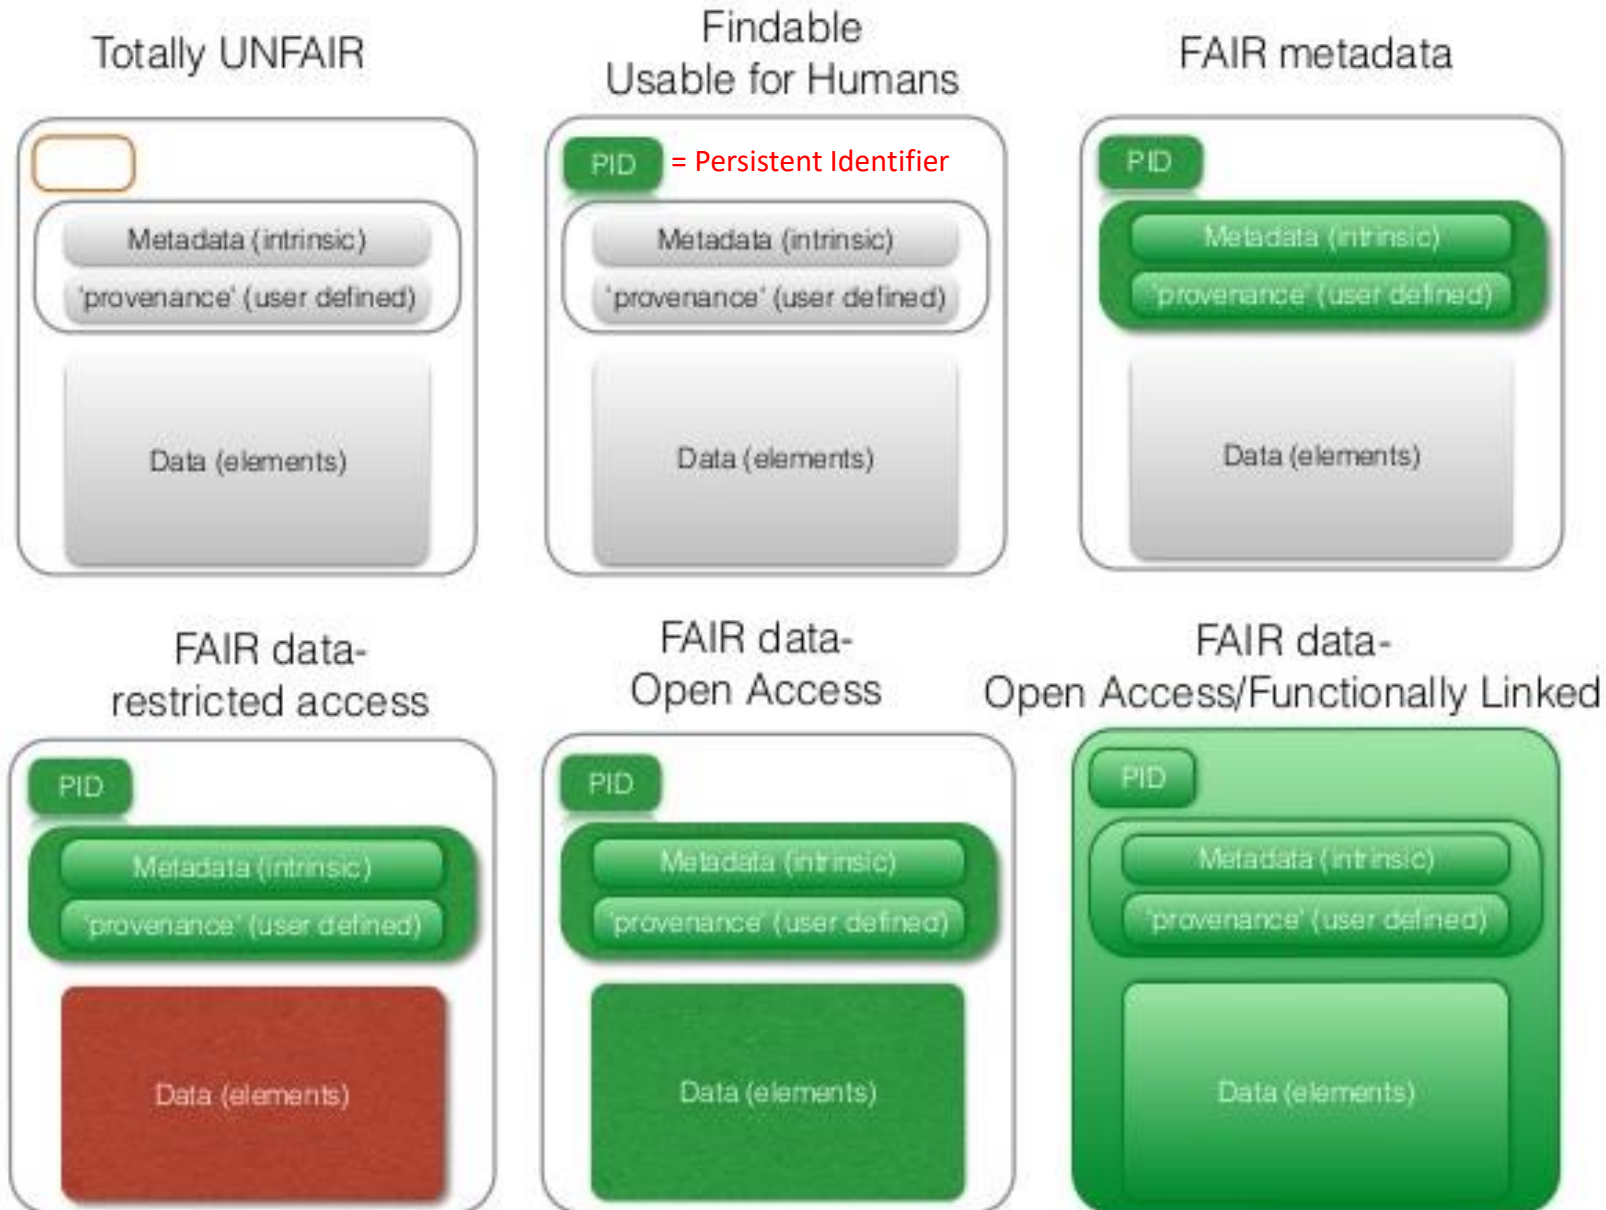 Totally UNFAIR
Metadata (intrinsic)
'provenance' (user defined)
Data (elements)
Findable
Usable for Humans
PID = Persistent Identifier
Metadata (intrinsic)
'provenance' (user defined)
Data (elements)
FAIR metadata
PID
Metadata (intrinsic)
'provenance' (user defined)
Data (elements)
FAIR data-
restricted access
PID
Metadata (intrinsic)
'provenance' (user defined)
Data (elements)
FAIR data-
Open Access
PID
Metadata (intrinsic)
'provenance' (user defined)
Data (elements)
FAIR data-
Open Access/Functionally Linked
PID
Metadata (intrinsic)
'provenance' (user defined)
Data (elements)